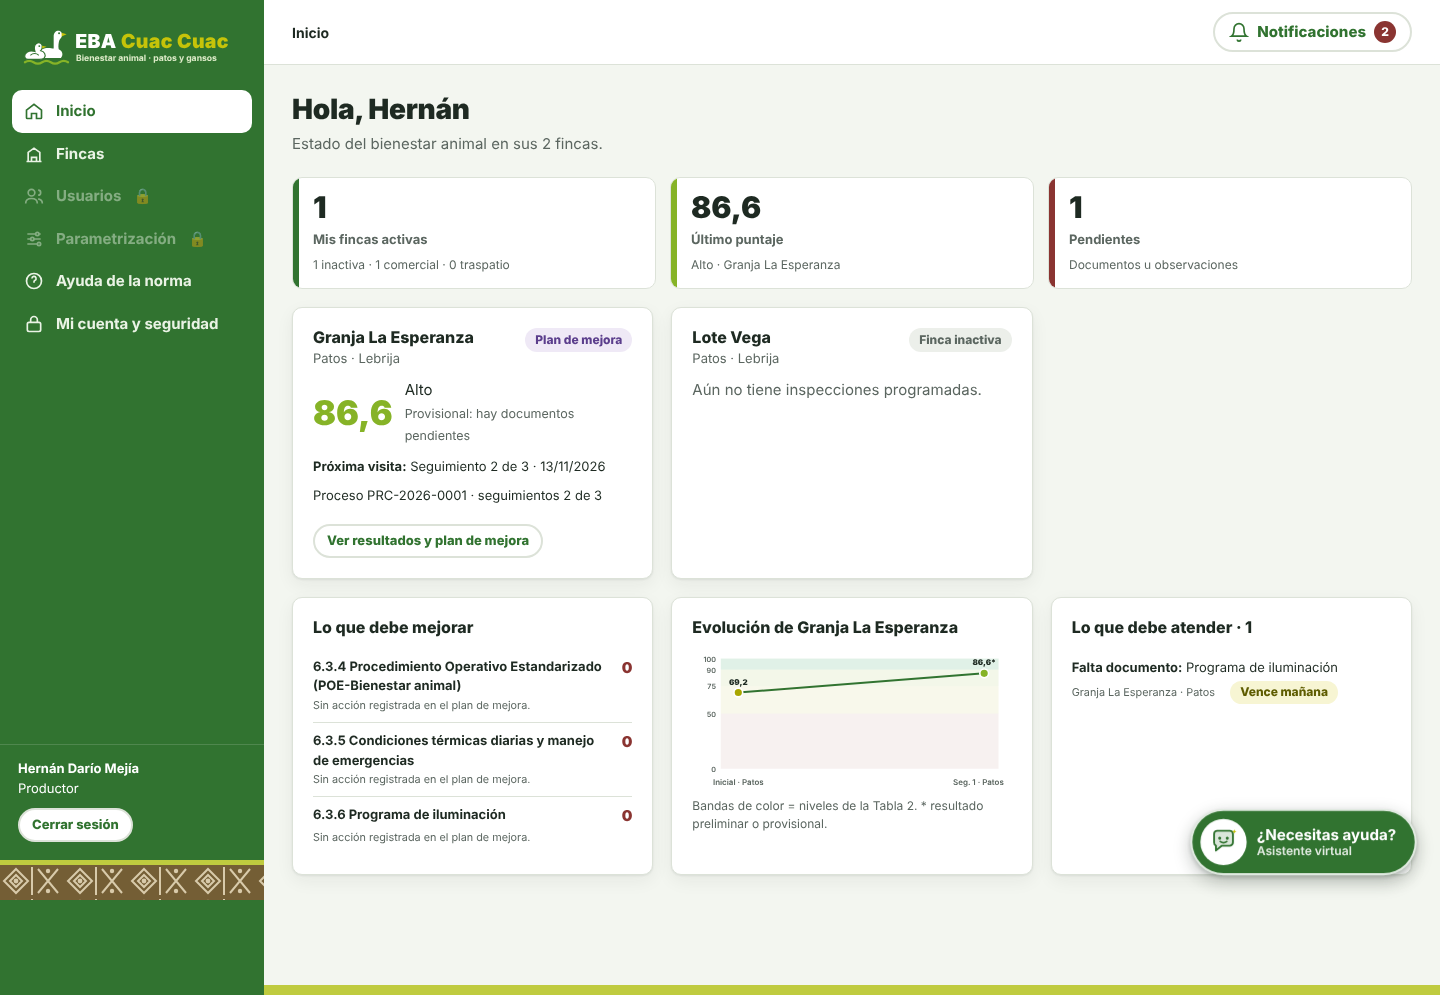 EBA Cuac Cuac
Bienestar animal · patos y gansos
Inicio
Fincas
Usuarios
Parametrización
Ayuda de la norma
Mi cuenta y seguridad
Hernán Darío Mejía
Productor
Cerrar sesión
Inicio
Notificaciones 2
Hola, Hernán
Estado del bienestar animal en sus 2 fincas.
1
Mis fincas activas
1 inactiva · 1 comercial · 0 traspatio
86,6
Último puntaje
Alto · Granja La Esperanza
1
Pendientes
Documentos u observaciones
Granja La Esperanza
Plan de mejora
Patos · Lebrija
86,6
Alto
Provisional: hay documentos
pendientes
Próxima visita: Seguimiento 2 de 3 · 13/11/2026
Proceso PRC-2026-0001 · seguimientos 2 de 3
Ver resultados y plan de mejora
Lote Vega
Finca inactiva
Patos · Lebrija
Aún no tiene inspecciones programadas.
Lo que debe mejorar
6.3.4 Procedimiento Operativo Estandarizado
(POE-Bienestar animal)
0
Sin acción registrada en el plan de mejora.
6.3.5 Condiciones térmicas diarias y manejo
de emergencias
0
Sin acción registrada en el plan de mejora.
6.3.6 Programa de iluminación
0
Sin acción registrada en el plan de mejora.
Evolución de Granja La Esperanza
100
90
75
50
0
69,2
86,6*
Inicial · Patos
Seg. 1 · Patos
Bandas de color = niveles de la Tabla 2. * resultado
preliminar o provisional.
Lo que debe atender · 1
Falta documento: Programa de iluminación
Granja La Esperanza · Patos
Vence mañana
¿Necesitas ayuda?
Asistente virtual